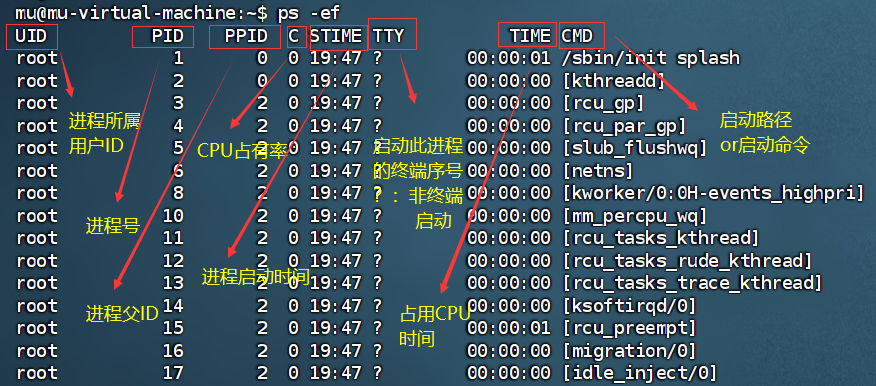 mu@mu-virtual-machine:~$ ps -ef
UID PID PPID C STIME TTY TIME CMD
root 1 0 0 19:47 ? 00:00:01 /sbin/init splash
root 2 0 0 19:47 ? 00:00:00 [kthreadd]
root 3 2 0 19:47 ? 00:00:00 [rcu_gp]
root 4 2 0 19:47 ? 00:00:00 [rcu_par_gp]
root 5 2 0 19:47 ? 00:00:00 [slub_flushwq]
root 6 2 0 19:47 ? 00:00:00 [netns]
root 8 2 0 19:47 ? 00:00:00 [kworker/0:0H-events_highpri]
root 10 2 0 19:47 ? 00:00:00 [mm_percpu_wq]
root 11 2 0 19:47 ? 00:00:00 [rcu_tasks_kthread]
root 12 2 0 19:47 ? 00:00:00 [rcu_tasks_rude_kthread]
root 13 2 0 19:47 ? 00:00:00 [rcu_tasks_trace_kthread]
root 14 2 0 19:47 ? 00:00:00 [ksoftirqd/0]
root 15 2 0 19:47 ? 00:00:01 [rcu_preempt]
root 16 2 0 19:47 ? 00:00:00 [migration/0]
root 17 2 0 19:47 ? 00:00:00 [idle_inject/0]
进程所属
用户ID
进程号
进程父ID
CPU占有率
进程启动时间
启动此进程
的终端序号
？：非终端
启动
占用CPU
时间
启动路径
or启动命令